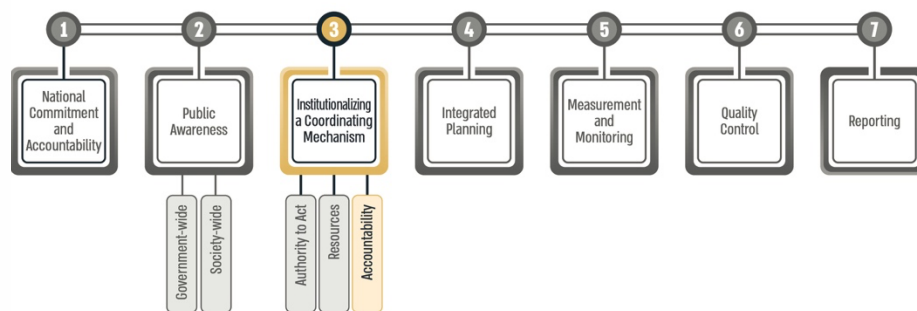 1
2
3
4
5
6
7
National
Commitment
and
Accountability
Public
Awareness
Institutionalizing
a Coordinating
Mechanism
Integrated
Planning
Measurement
and
Monitoring
Quality
Control
Reporting
Government-wide
Society-wide
Authority to Act
Resources
Accountability